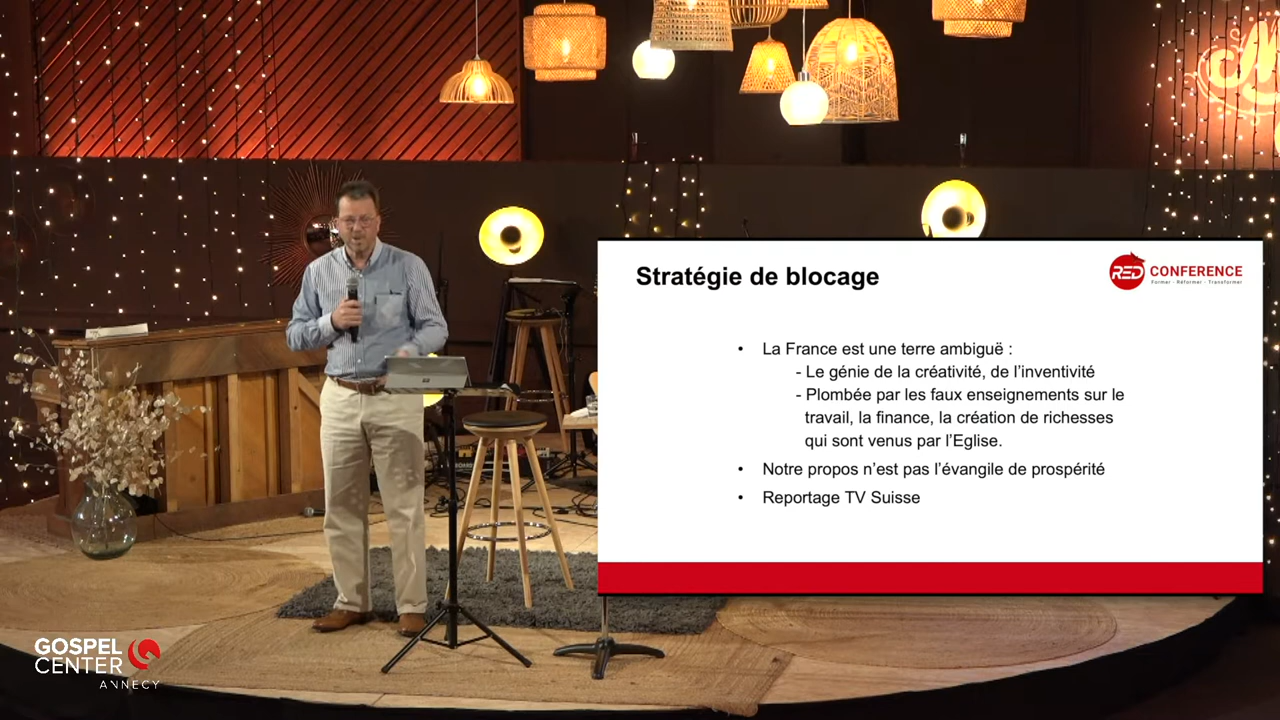 Stratégie de blocage
RED CONFERENCE
Former - Réformer - Transformer
• La France est une terre ambiguë :
- Le génie de la créativité, de l’inventivité
- Plombée par les faux enseignements sur le
travail, la finance, la création de richesses
qui sont venus par l’Eglise.
• Notre propos n’est pas l’évangile de prospérité
• Reportage TV Suisse
GOSPEL
CENTER
ANNECY